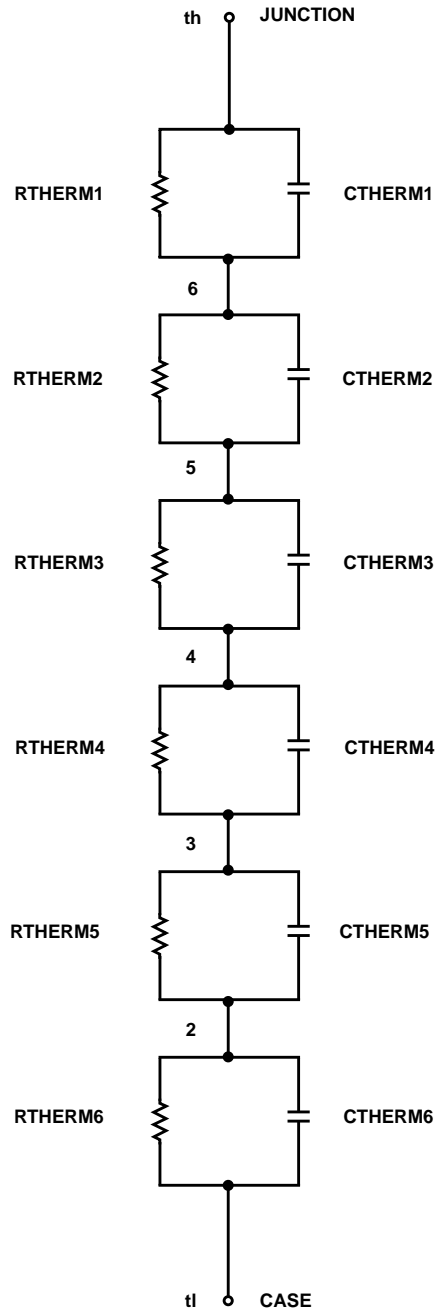 th JUNCTION
RTHERM1 CTHERM1
6
RTHERM2 CTHERM2
5
RTHERM3 CTHERM3
4
RTHERM4 CTHERM4
3
RTHERM5 CTHERM5
2
RTHERM6 CTHERM6
tl CASE